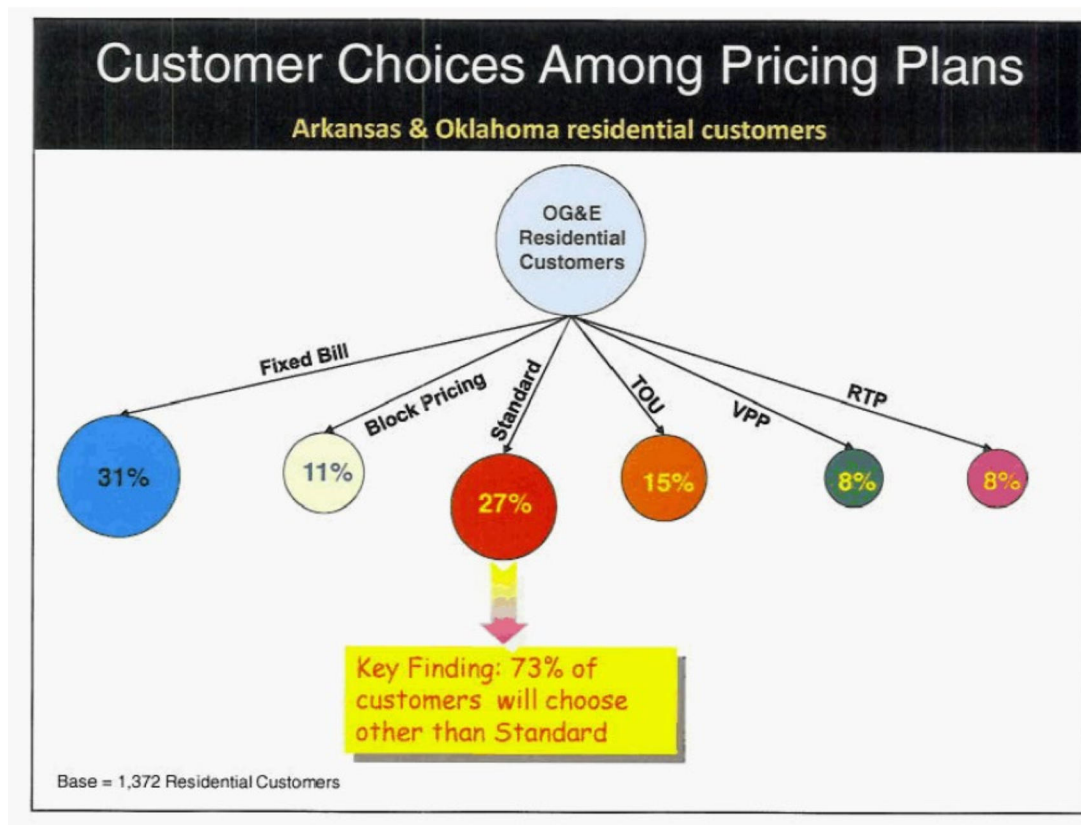 Customer Choices Among Pricing Plans
Arkansas & Oklahoma residential customers
OG&E
Residential
Customers
Fixed Bill
Block Pricing
Standard
TOU
VPP
RTP
31%
11%
27%
15%
8%
8%
Key Finding: 73% of
customers will choose
other than Standard
Base = 1,372 Residential Customers